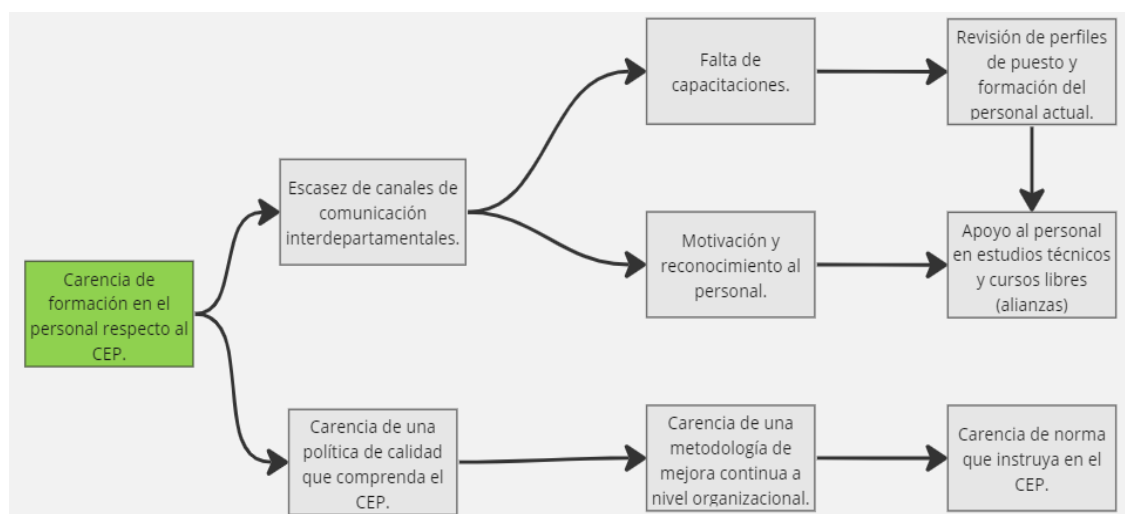 Carencia de
formación en el
personal respecto al
CEP.
Escasez de canales de
comunicación
interdepartamentales.
Carencia de una
política de calidad
que comprenda el
CEP.
Falta de
capacitaciones.
Motivación y
reconocimiento al
personal.
Carencia de una
metodología de
mejora continua a
nivel organizacional.
Revisión de perfiles
de puesto y
formación del
personal actual.
Apoyo al personal
en estudios técnicos
y cursos libres
(alianzas)
Carencia de norma
que instruya en el
CEP.